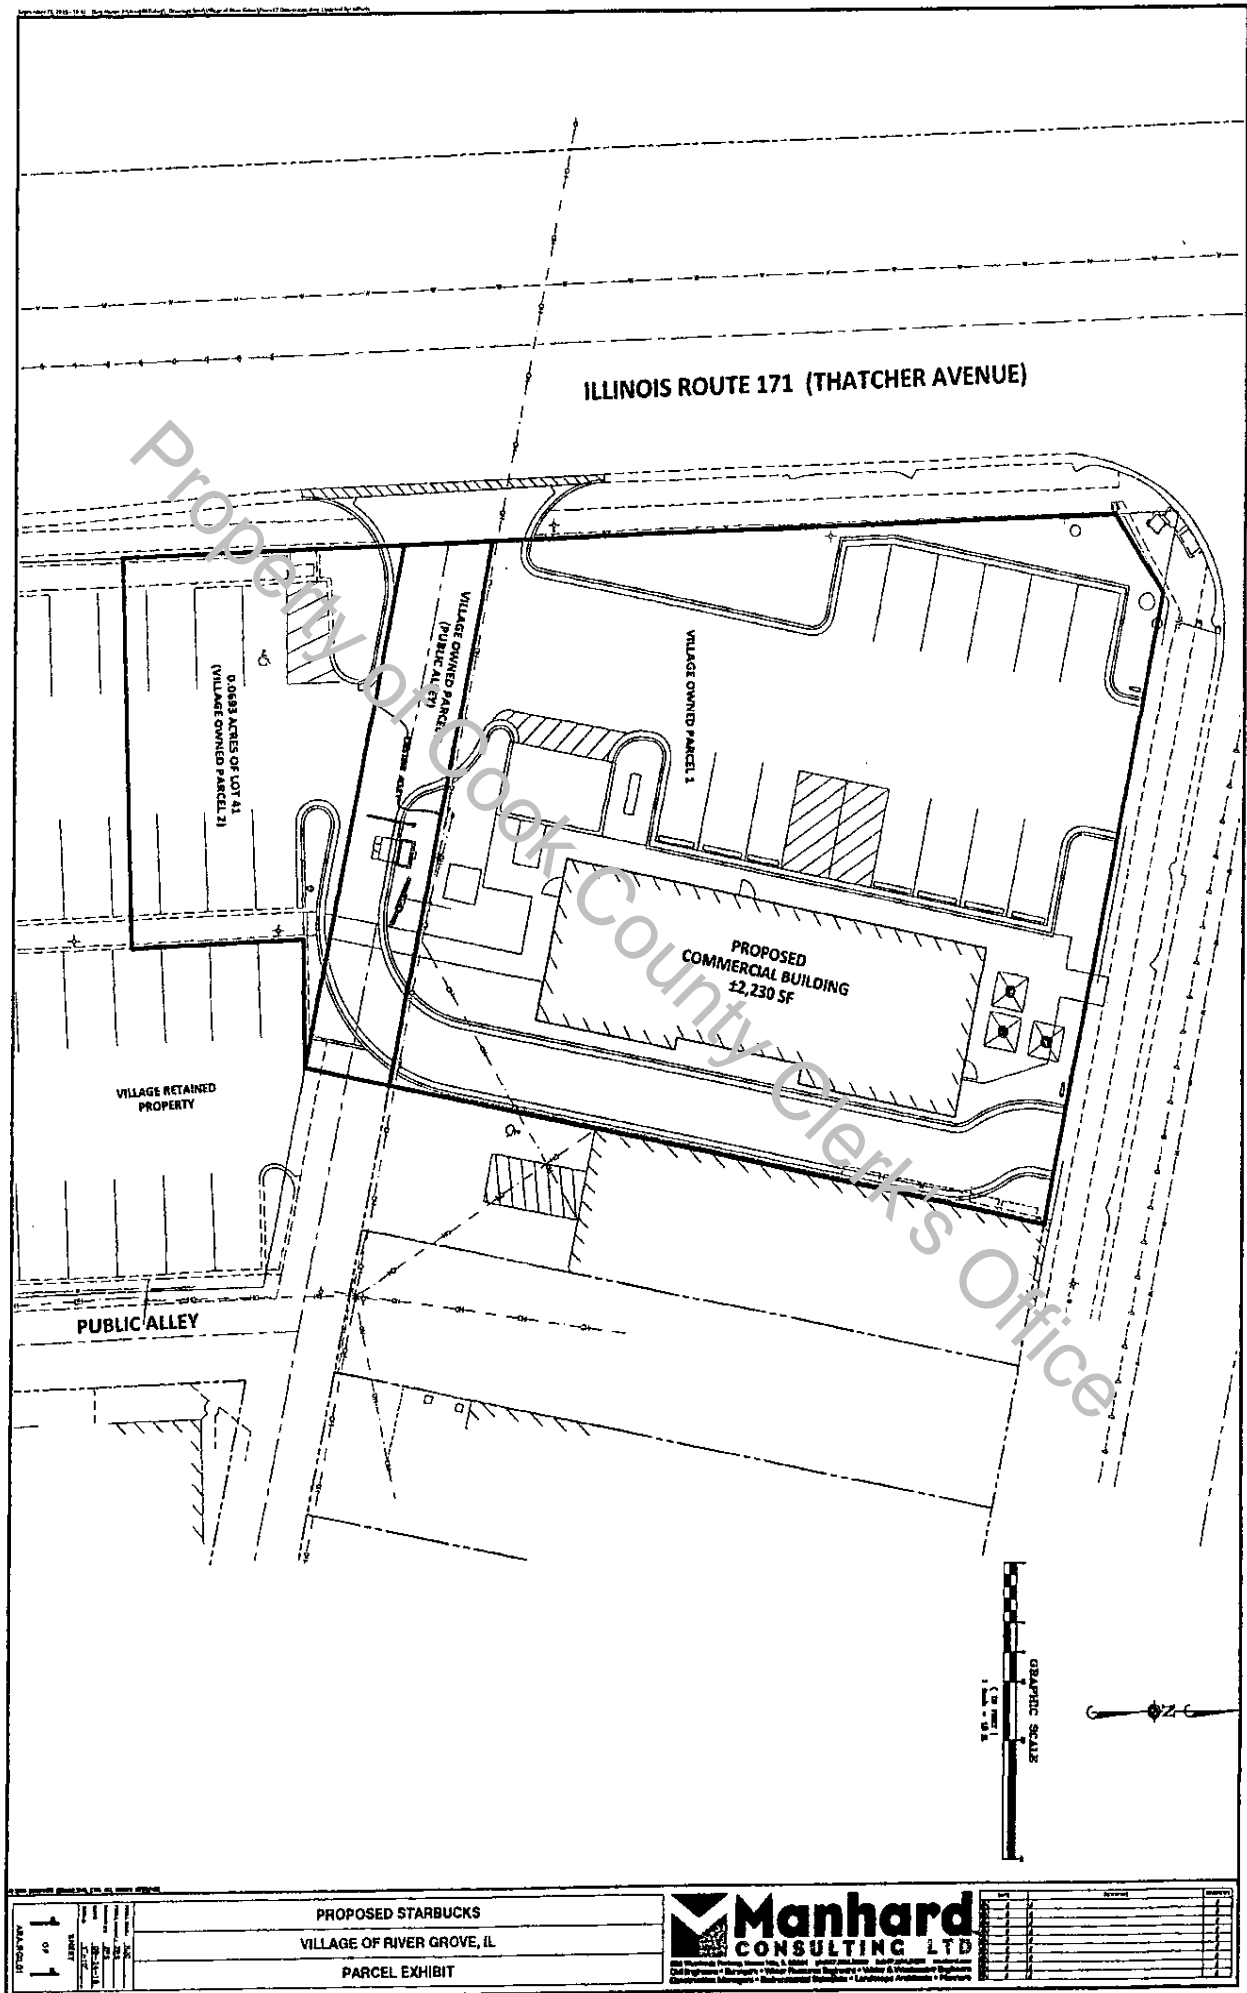 ILLINOIS ROUTE 171 (THATCHER AVENUE)
VILLAGE OWNED PARCEL
(PUBLIC ALLEY)
VILLAGE OWNED PARCEL 1
0.0693 ACRES OF LOT 41
(VILLAGE OWNED PARCEL 2)
PROPOSED
COMMERCIAL BUILDING
±2,230 SF
VILLAGE RETAINED
PROPERTY
PUBLIC ALLEY
Property of Cook County Clerk's Office
GRAPHIC SCALE
( IN FEET )
N
PROPOSED STARBUCKS
VILLAGE OF RIVER GROVE, IL
PARCEL EXHIBIT
Manhard
CONSULTING LTD
SHEET
1 OF 1